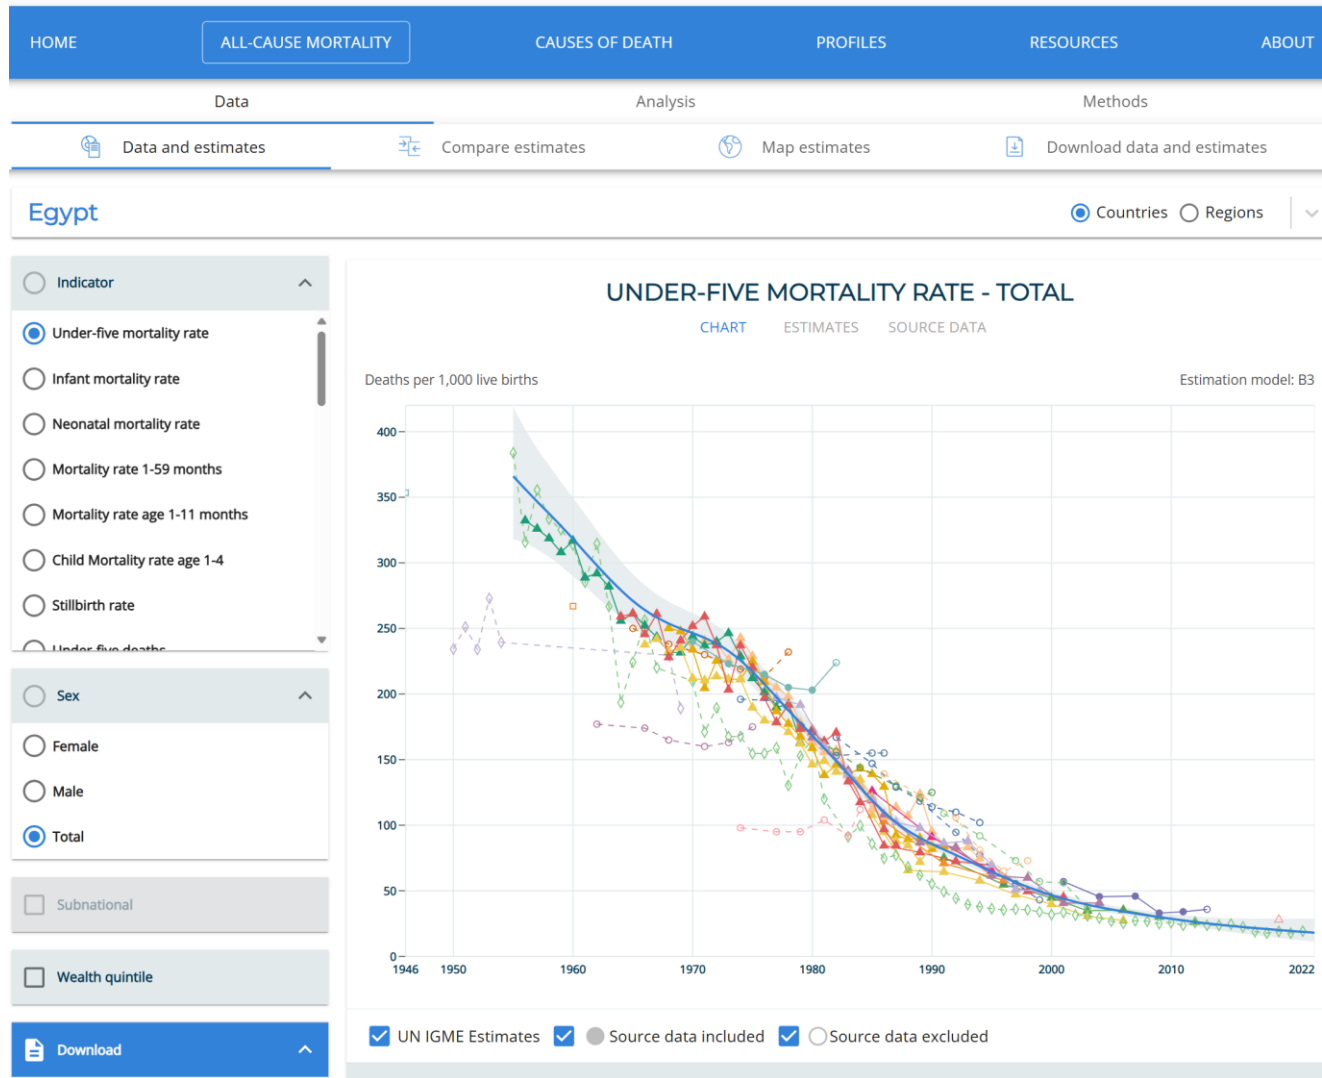 HOME ALL-CAUSE MORTALITY CAUSES OF DEATH PROFILES RESOURCES ABOUT
Data Analysis Methods
Data and estimates Compare estimates Map estimates Download data and estimates
Egypt Countries Regions
Indicator
Under-five mortality rate
Infant mortality rate
Neonatal mortality rate
Mortality rate 1-59 months
Mortality rate age 1-11 months
Child Mortality rate age 1-4
Stillbirth rate
Under-five deaths
Sex
Female
Male
Total
Subnational
Wealth quintile
Download
UNDER-FIVE MORTALITY RATE - TOTAL
CHART ESTIMATES SOURCE DATA
Deaths per 1,000 live births Estimation model: B3
400
350
300
250
200
150
100
50
0
1946 1950 1960 1970 1980 1990 2000 2010 2022
UN IGME Estimates Source data included Source data excluded